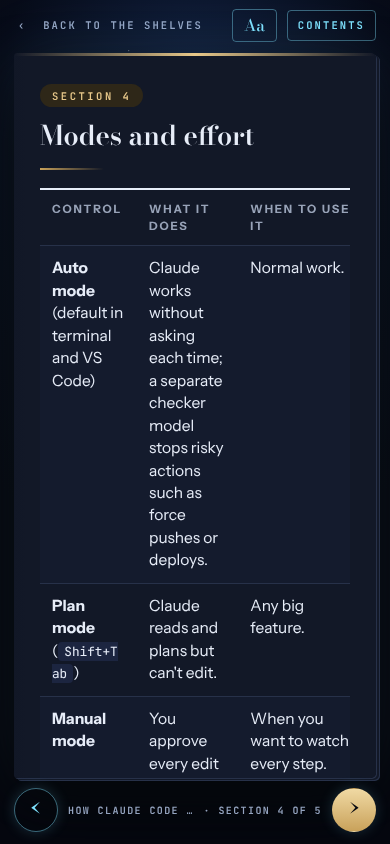 ‹ BACK TO THE SHELVES
Aa
CONTENTS
SECTION 4
Modes and effort
CONTROL
WHAT IT
DOES
WHEN TO USE
IT
Auto
mode
(default in
terminal
and VS
Code)
Claude
works
without
asking
each time;
a separate
checker
model
stops risky
actions
such as
force
pushes or
deploys.
Normal work.
Plan
mode
( Shift+T
ab )
Claude
reads and
plans but
can't edit.
Any big
feature.
Manual
mode
You
approve
every edit
When you
want to watch
every step.
HOW CLAUDE CODE … · SECTION 4 OF 5